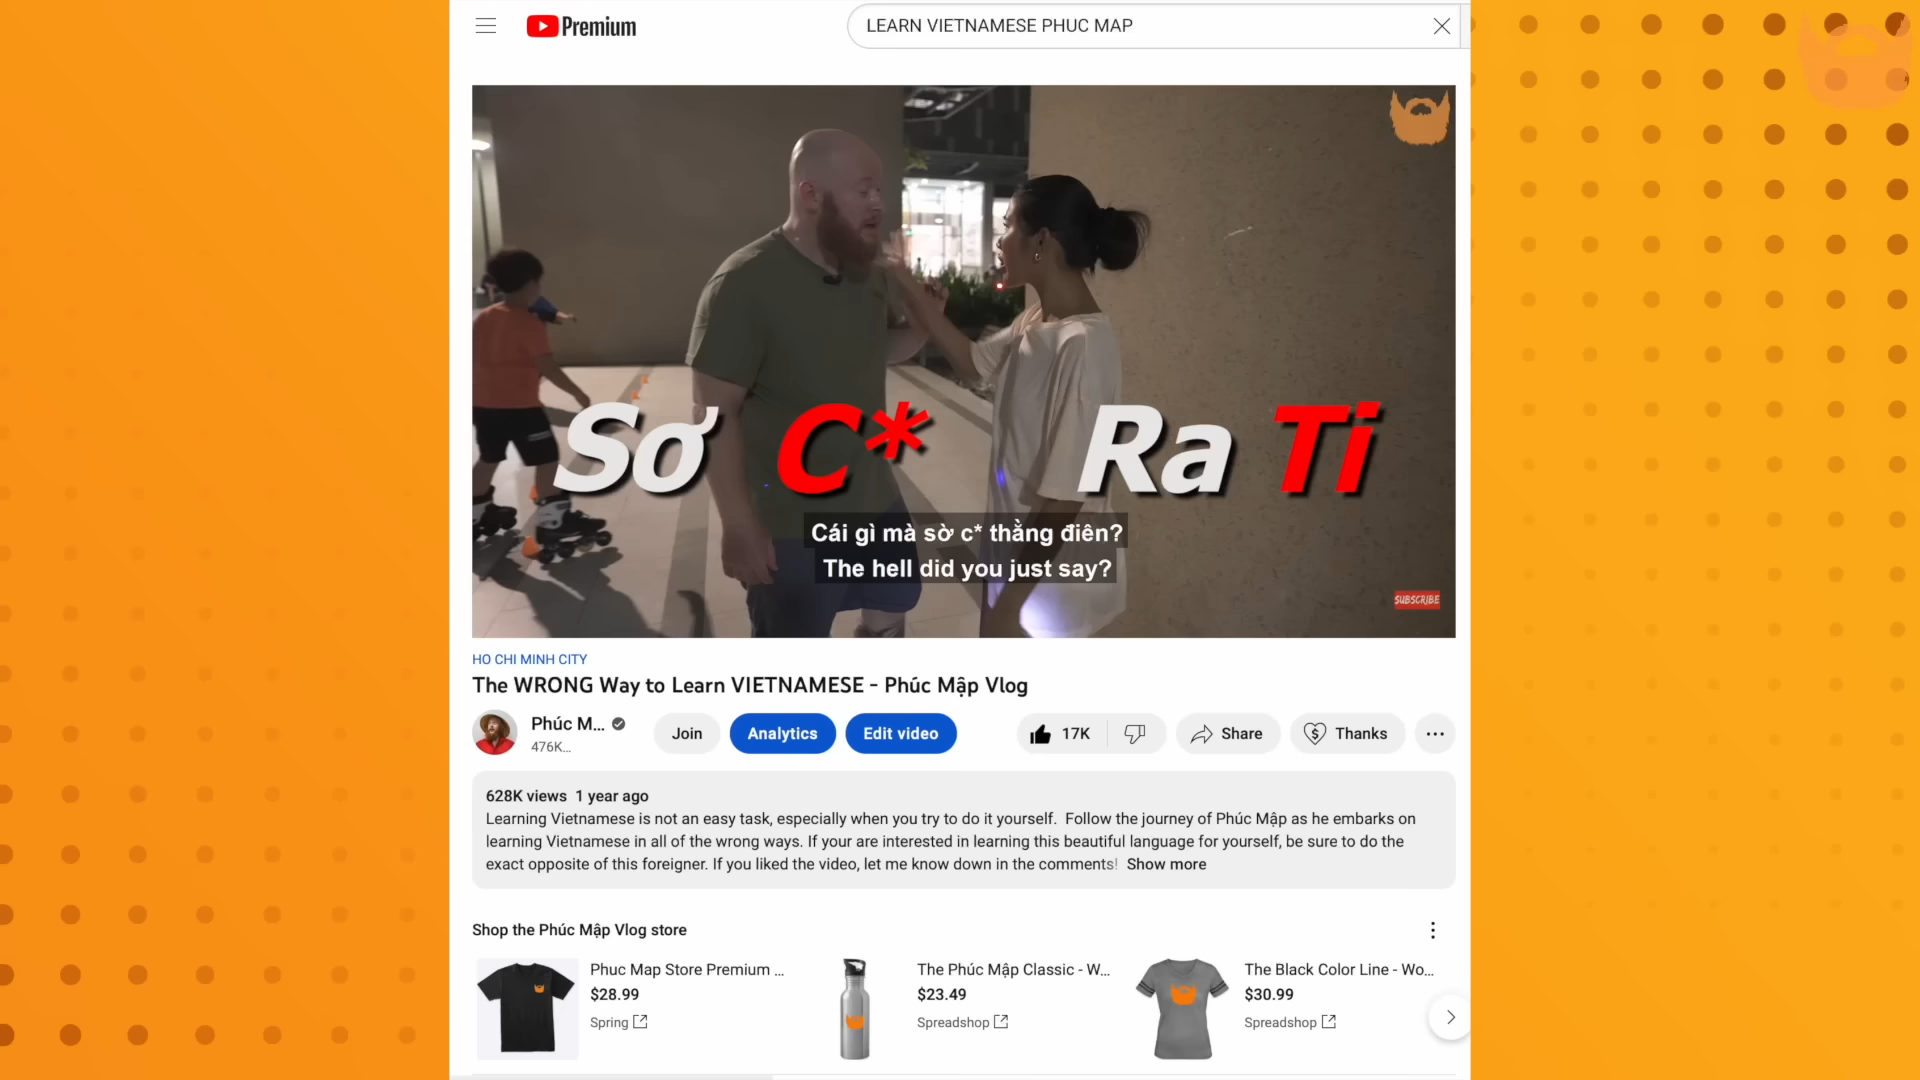 Premium
LEARN VIETNAMESE PHUC MAP
Sơ C* Ra Ti
Cái gì mà sờ c* thằng điên?
The hell did you just say?
SUBSCRIBE
HO CHI MINH CITY
The WRONG Way to Learn VIETNAMESE - Phúc Mập Vlog
Phúc M...
476K...
Join
Analytics
Edit video
17K
Share
Thanks
628K views 1 year ago
Learning Vietnamese is not an easy task, especially when you try to do it yourself. Follow the journey of Phúc Mập as he embarks on
learning Vietnamese in all of the wrong ways. If your are interested in learning this beautiful language for yourself, be sure to do the
exact opposite of this foreigner. If you liked the video, let me know down in the comments! Show more
Shop the Phúc Mập Vlog store
Phuc Map Store Premium ...
$28.99
Spring
The Phúc Mập Classic - W...
$23.49
Spreadshop
The Black Color Line - Wo...
$30.99
Spreadshop